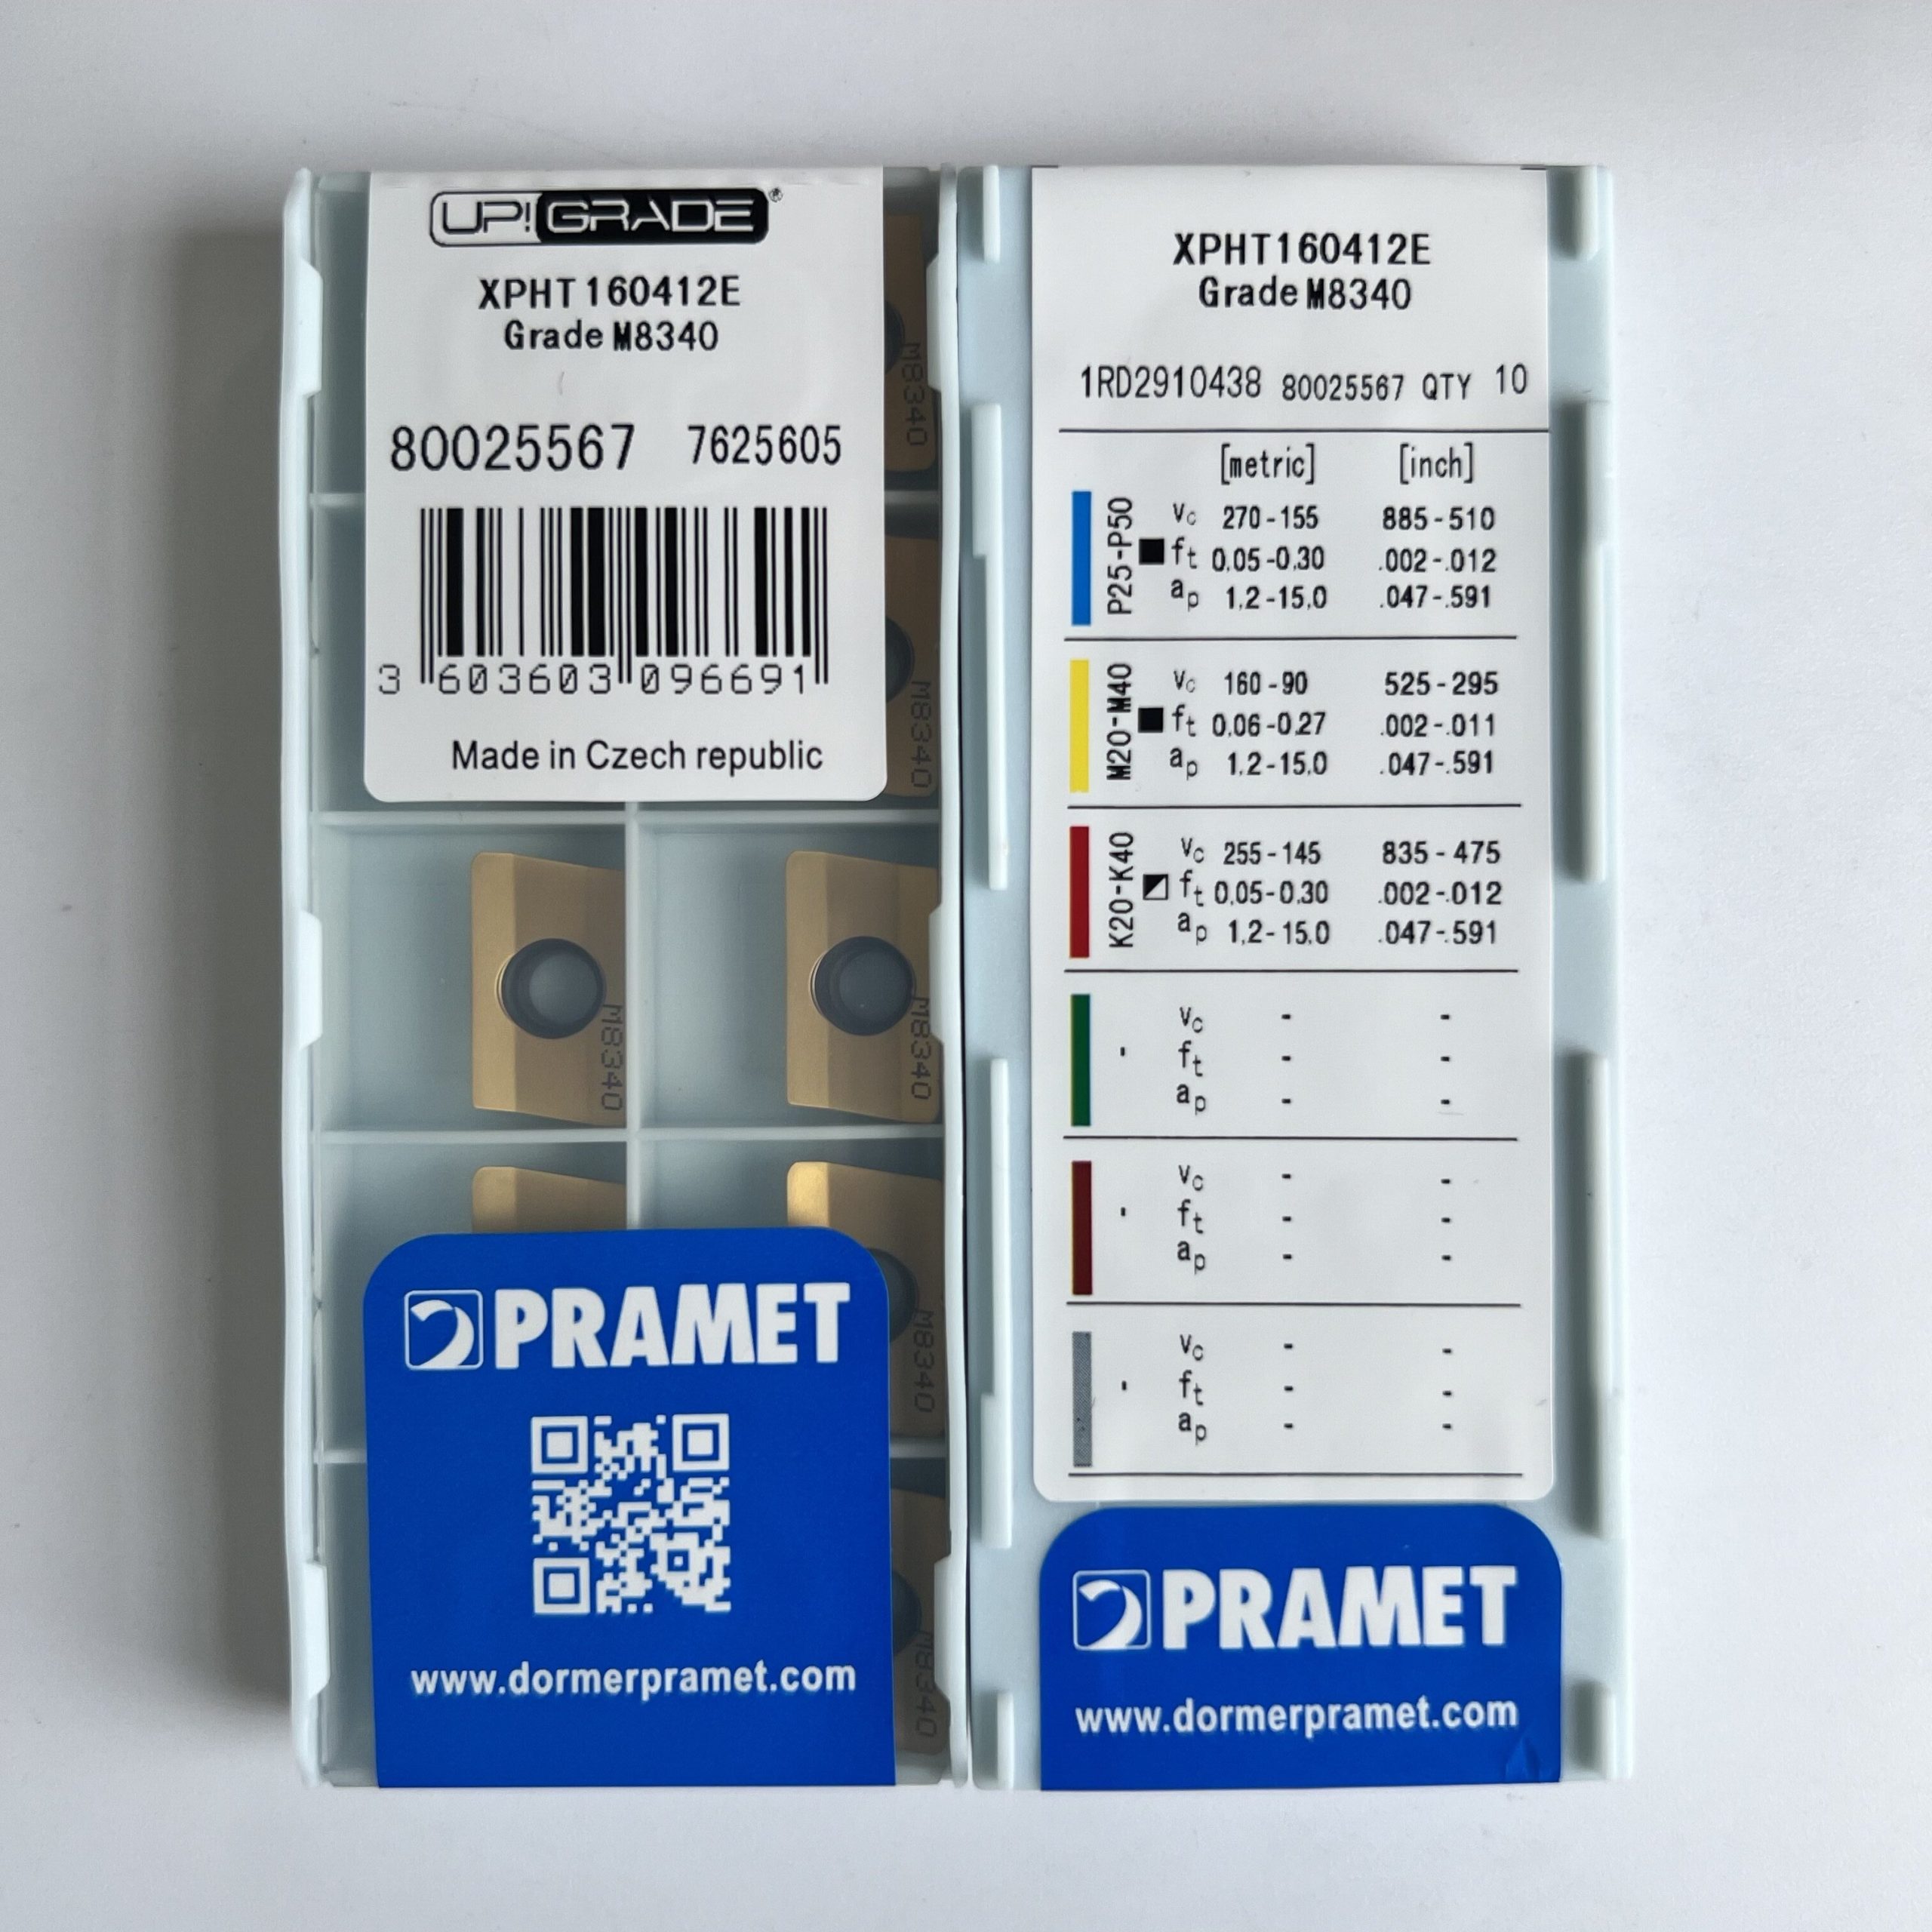 UP!GRADE®
XPHT160412E
Grade M8340
80025567 7625605
3 603603 096691
Made in Czech republic
M8340
M8340
M8340
M8340
M8340
M8340
PRAMET
www.dormerpramet.com
XPHT160412E
Grade M8340
1RD2910438 80025567 QTY 10
[metric] [inch]
P25-P50
vc 270-155 885-510
ft 0,05-0,30 .002-.012
ap 1,2-15,0 .047-.591
M20-M40
vc 160-90 525-295
ft 0,06-0,27 .002-.011
ap 1,2-15,0 .047-.591
K20-K40
vc 255-145 835-475
ft 0,05-0,30 .002-.012
ap 1,2-15,0 .047-.591
vc - -
ft - -
ap - -
vc - -
ft - -
ap - -
vc - -
ft - -
ap - -
PRAMET
www.dormerpramet.com